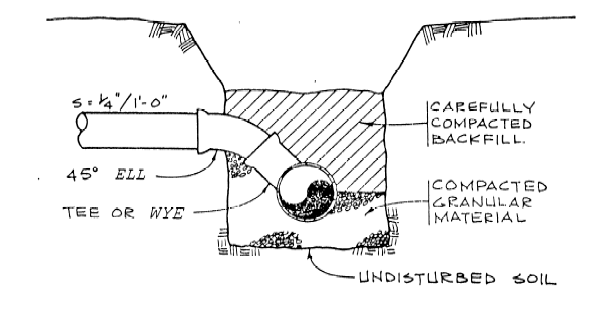 S = 1/4"/1'-0"
CAREFULLY
COMPACTED
BACKFILL.
45° ELL
TEE OR WYE
COMPACTED
GRANULAR
MATERIAL
UNDISTURBED SOIL